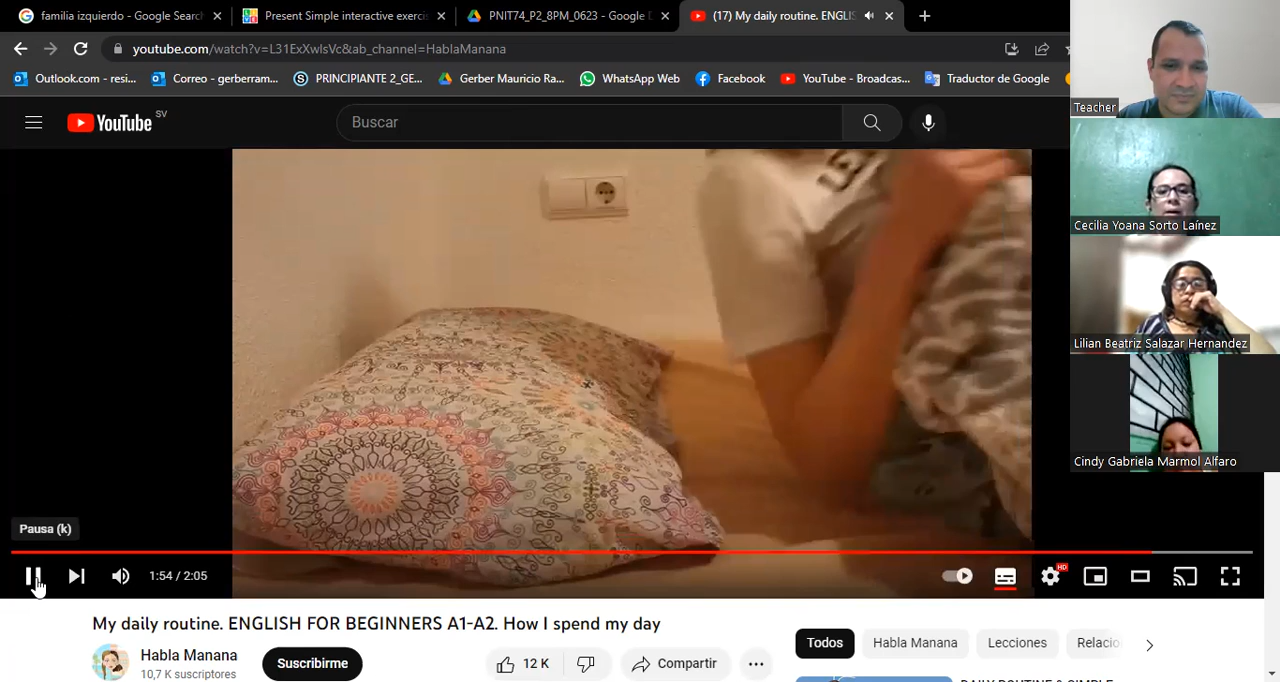 familia izquierdo - Google Searc
Present Simple interactive exercis
PNIT74_P2_8PM_0623 - Google D
(17) My daily routine. ENGLIS
youtube.com/watch?v=L31ExXwlsVc&ab_channel=HablaManana
Outlook.com - resi...
Correo - gerberram...
PRINCIPIANTE 2_GE...
Gerber Mauricio Ra...
WhatsApp Web
Facebook
YouTube - Broadcas...
Traductor de Google
Teacher
YouTube SV
Buscar
Cecilia Yoana Sorto Laínez
Lilian Beatriz Salazar Hernandez
Cindy Gabriela Marmol Alfaro
Pausa (k)
1:54 / 2:05
HD
My daily routine. ENGLISH FOR BEGINNERS A1-A2. How I spend my day
Habla Manana
10,7 K suscriptores
Suscribirme
12 K
Compartir
Todos
Habla Manana
Lecciones
Relacio